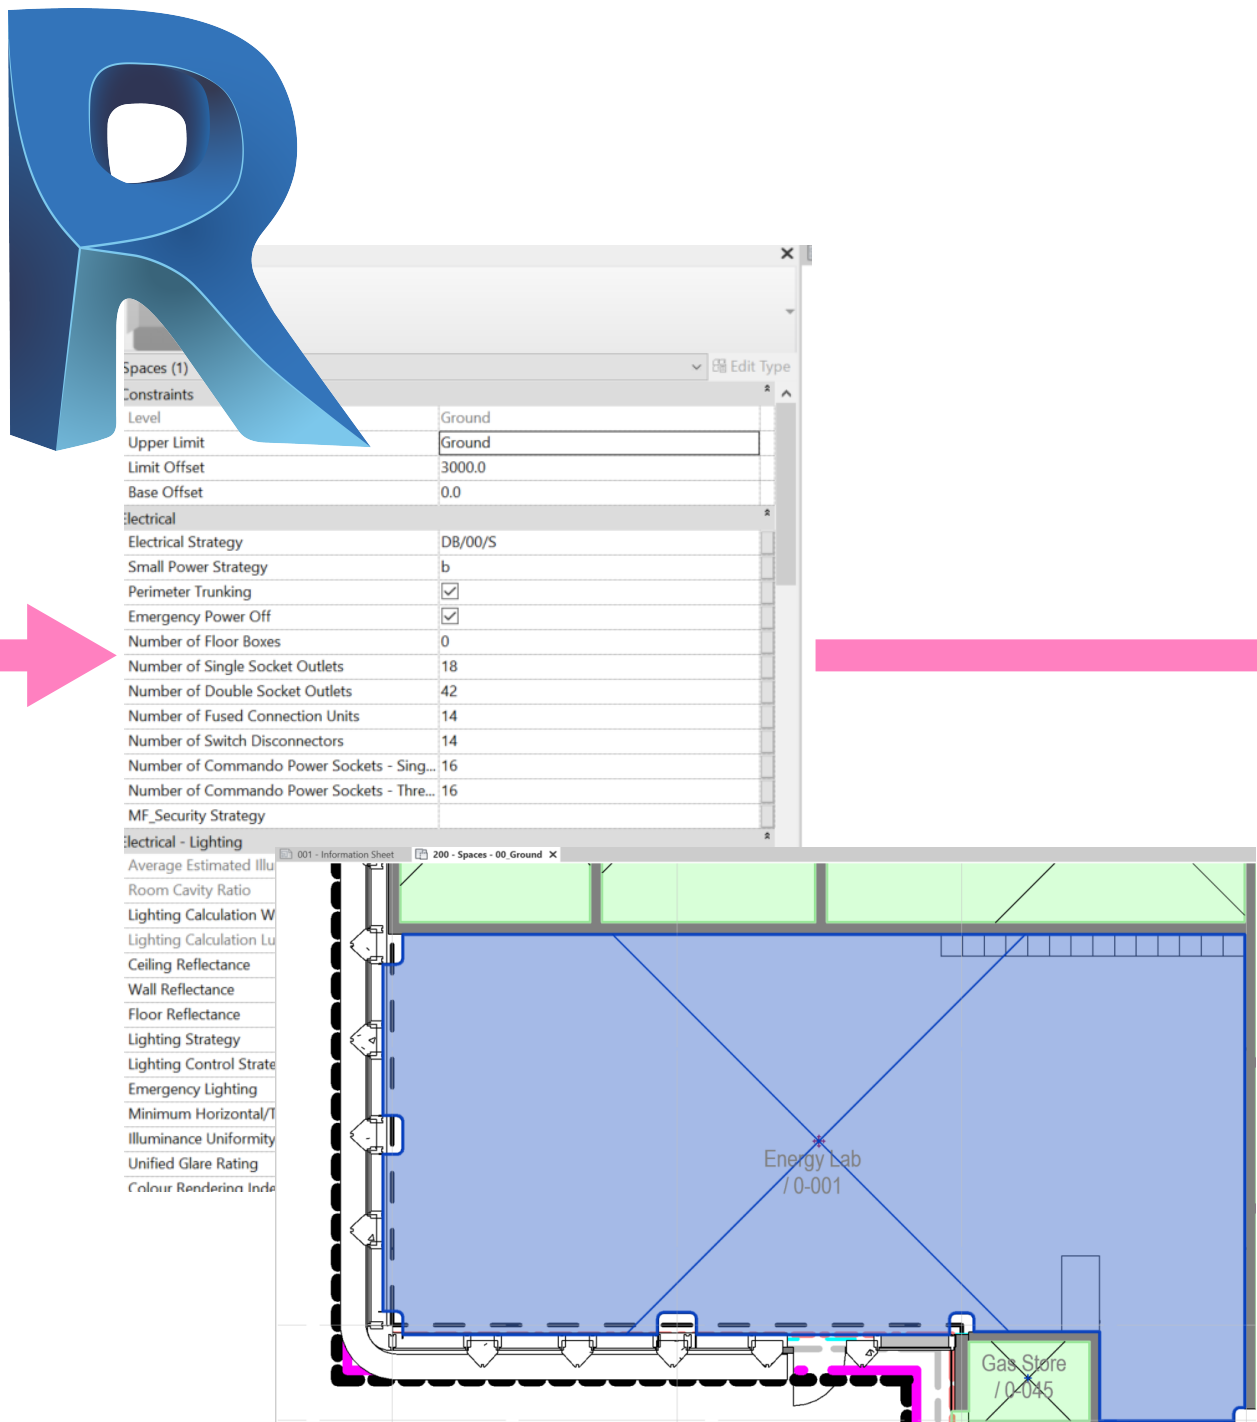 Spaces (1)
Edit Type
Constraints
Level Ground
Upper Limit Ground
Limit Offset 3000.0
Base Offset 0.0
Electrical
Electrical Strategy DB/00/S
Small Power Strategy b
Perimeter Trunking
Emergency Power Off
Number of Floor Boxes 0
Number of Single Socket Outlets 18
Number of Double Socket Outlets 42
Number of Fused Connection Units 14
Number of Switch Disconnectors 14
Number of Commando Power Sockets - Sing... 16
Number of Commando Power Sockets - Thre... 16
MF_Security Strategy
Electrical - Lighting
001 - Information Sheet
200 - Spaces - 00_Ground
Average Estimated Illu
Room Cavity Ratio
Lighting Calculation W
Lighting Calculation Lu
Ceiling Reflectance
Wall Reflectance
Floor Reflectance
Lighting Strategy
Lighting Control Strate
Emergency Lighting
Minimum Horizontal/T
Illuminance Uniformity
Unified Glare Rating
Colour Rendering Inde
Energy Lab
/ 0-001
Gas Store
/ 0-045